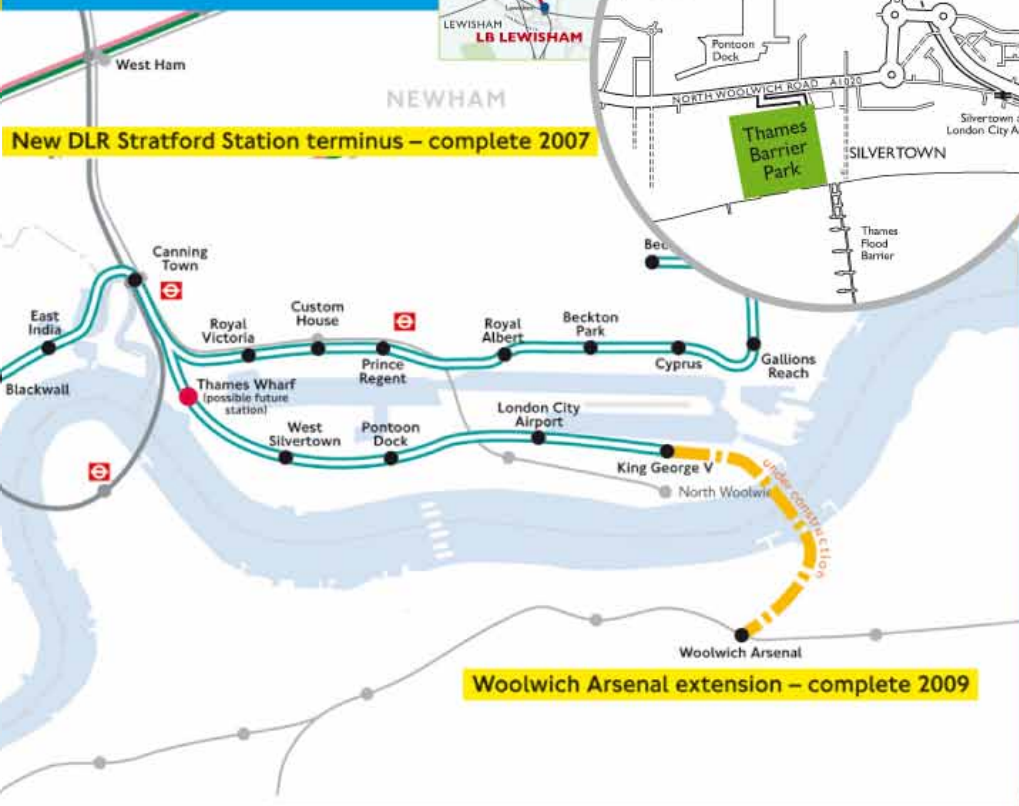 LEWISHAM
LB LEWISHAM
West Ham
NEWHAM
New DLR Stratford Station terminus – complete 2007
Pontoon
Dock
NORTH WOOLWICH ROAD A1020
Thames
Barrier
Park
SILVERTOWN
Silvertown
London City
Thames
Flood
Barrier
Canning
Town
East
India
Blackwall
Royal
Victoria
Custom
House
Prince
Regent
Royal
Albert
Beckton
Park
Cyprus
Gallions
Reach
Thames Wharf
(possible future
station)
West
Silvertown
Pontoon
Dock
London City
Airport
King George V
North Woolwic
under construction
Woolwich Arsenal
Woolwich Arsenal extension – complete 2009